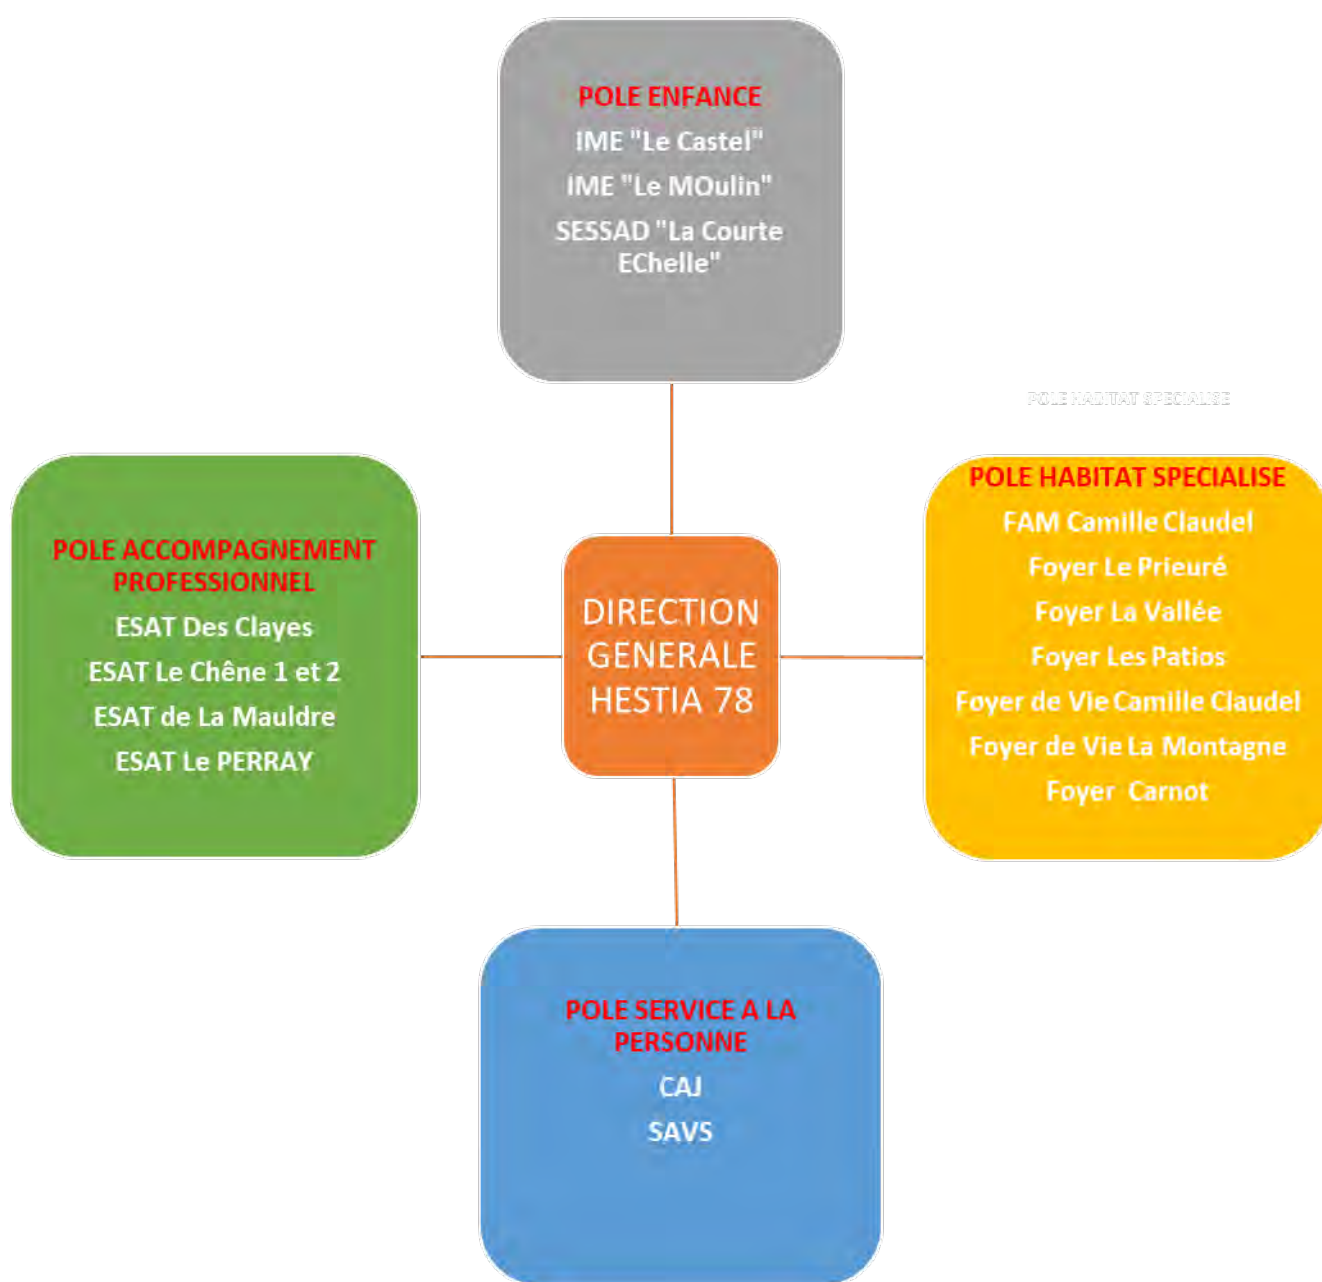 POLE ENFANCE
IME "Le Castel"
IME "Le MOulin"
SESSAD "La Courte
EChelle"
POLE HABITAT SPECIALISE
POLE ACCOMPAGNEMENT
PROFESSIONNEL
ESAT Des Clayes
ESAT Le Chêne 1 et 2
ESAT de La Mauldre
ESAT Le PERRAY
DIRECTION
GENERALE
HESTIA 78
POLE HABITAT SPECIALISE
FAM Camille Claudel
Foyer Le Prieuré
Foyer La Vallée
Foyer Les Patios
Foyer de Vie Camille Claudel
Foyer de Vie La Montagne
Foyer Carnot
POLE SERVICE A LA
PERSONNE
CAJ
SAVS